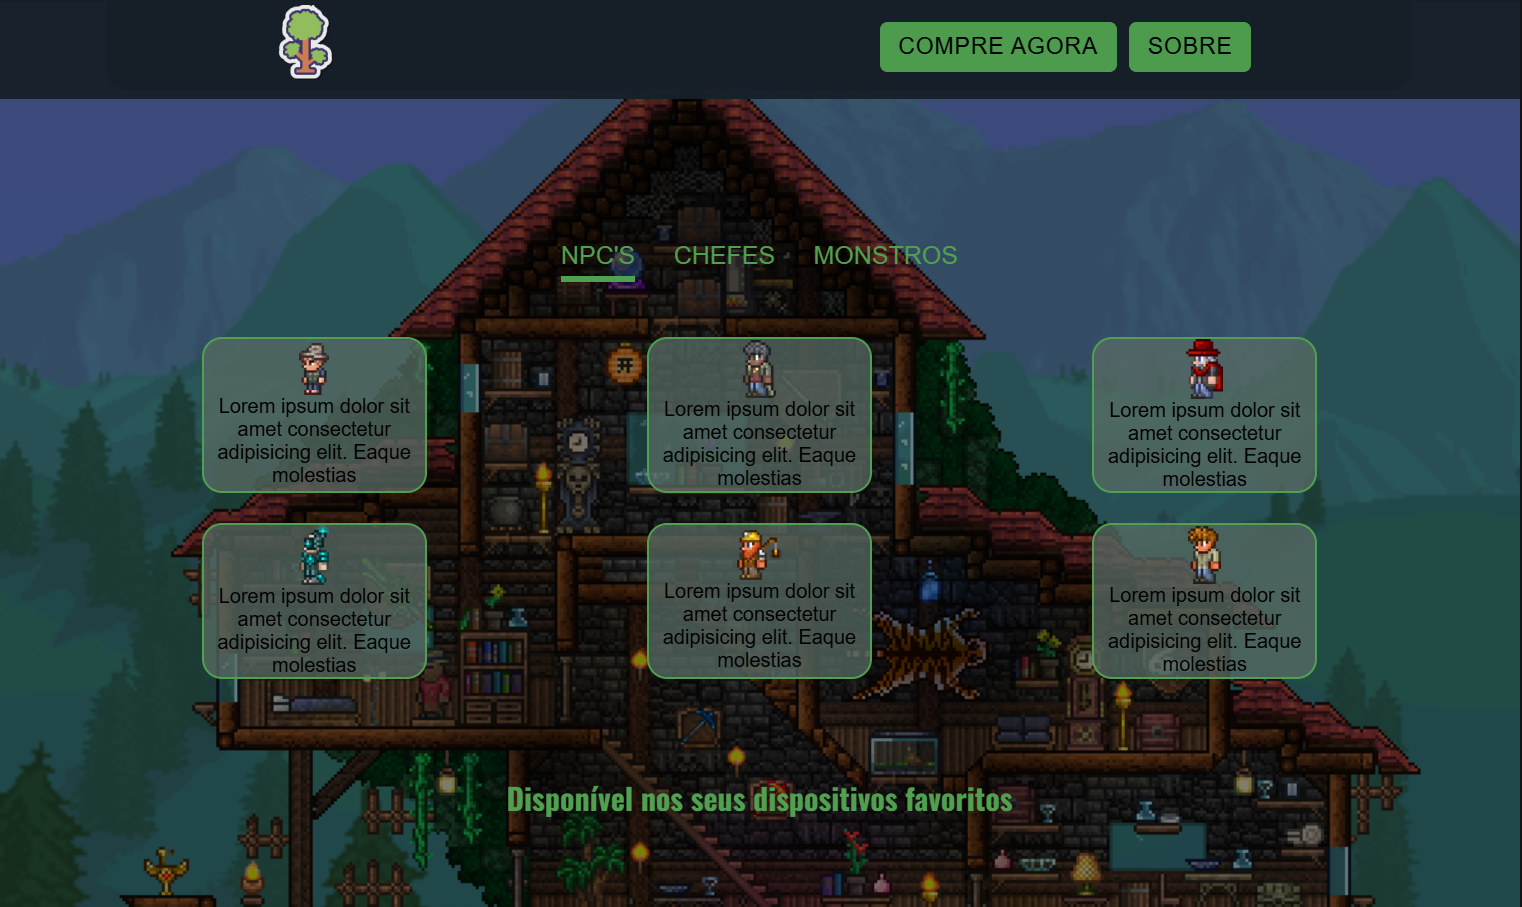 COMPRE AGORA SOBRE
NPC'S CHEFES MONSTROS
Lorem ipsum dolor sit
amet consectetur
adipisicing elit. Eaque
molestias
Lorem ipsum dolor sit
amet consectetur
adipisicing elit. Eaque
molestias
Lorem ipsum dolor sit
amet consectetur
adipisicing elit. Eaque
molestias
Lorem ipsum dolor sit
amet consectetur
adipisicing elit. Eaque
molestias
Lorem ipsum dolor sit
amet consectetur
adipisicing elit. Eaque
molestias
Lorem ipsum dolor sit
amet consectetur
adipisicing elit. Eaque
molestias
Disponível nos seus dispositivos favoritos